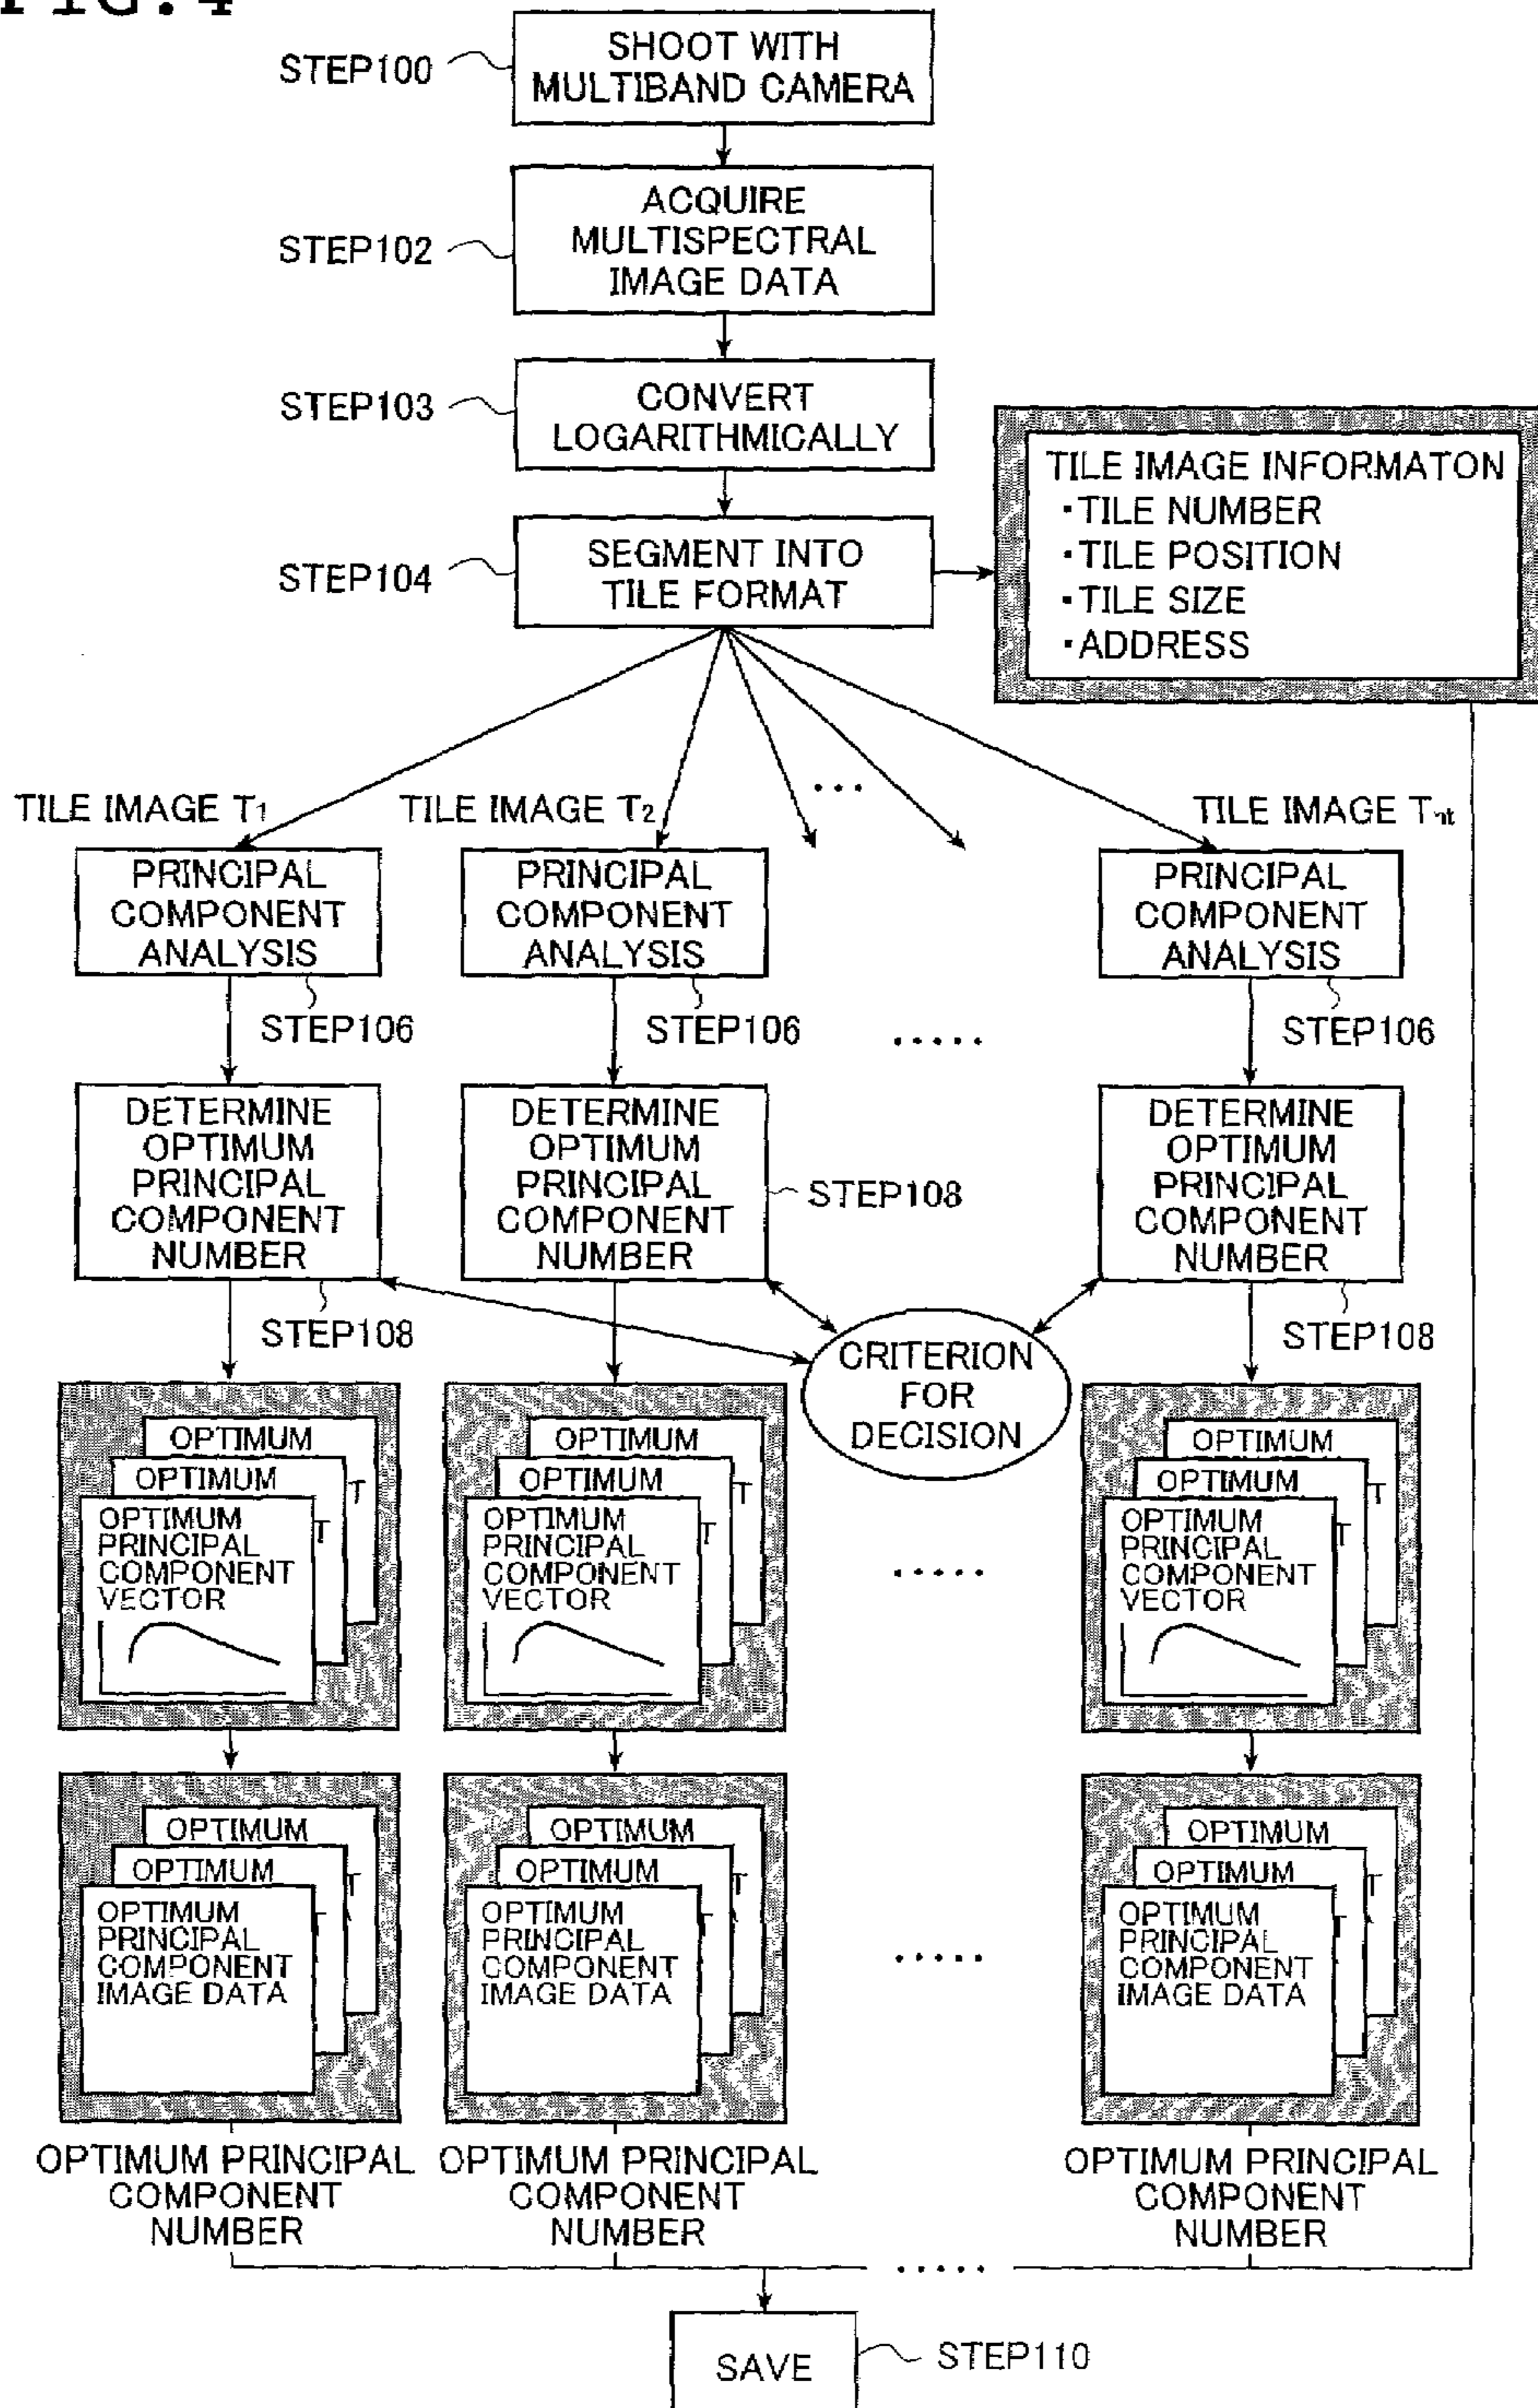 FIG. 4
SHOOT WITH
MULTIBAND CAMERA
STEP100
ACQUIRE
MULTISPECTRAL
IMAGE DATA
STEP102
CONVERT
LOGARITHMICALLY
STEP103
SEGMENT INTO
TILE FORMAT
STEP104
TILE IMAGE INFORMATON
・TILE NUMBER
・TILE POSITION
・TILE SIZE
・ADDRESS
...
TILE IMAGE T1
TILE IMAGE T2
TILE IMAGE Tnt
PRINCIPAL
COMPONENT
ANALYSIS
STEP106
PRINCIPAL
COMPONENT
ANALYSIS
STEP106
.....
PRINCIPAL
COMPONENT
ANALYSIS
STEP106
DETERMINE
OPTIMUM
PRINCIPAL
COMPONENT
NUMBER
STEP108
DETERMINE
OPTIMUM
PRINCIPAL
COMPONENT
NUMBER
STEP108
DETERMINE
OPTIMUM
PRINCIPAL
COMPONENT
NUMBER
STEP108
CRITERION
FOR
DECISION
OPTIMUM
OPTIMUM
T
OPTIMUM
T
PRINCIPAL
COMPONENT
VECTOR
OPTIMUM
OPTIMUM
T
OPTIMUM
T
PRINCIPAL
COMPONENT
VECTOR
.....
OPTIMUM
OPTIMUM
T
OPTIMUM
T
PRINCIPAL
COMPONENT
VECTOR
OPTIMUM
OPTIMUM
T
OPTIMUM
T
PRINCIPAL
COMPONENT
IMAGE DATA
OPTIMUM
OPTIMUM
T
OPTIMUM
T
PRINCIPAL
COMPONENT
IMAGE DATA
.....
OPTIMUM
OPTIMUM
T
OPTIMUM
T
PRINCIPAL
COMPONENT
IMAGE DATA
OPTIMUM PRINCIPAL
COMPONENT
NUMBER
OPTIMUM PRINCIPAL
COMPONENT
NUMBER
OPTIMUM PRINCIPAL
COMPONENT
NUMBER
.....
SAVE
STEP110